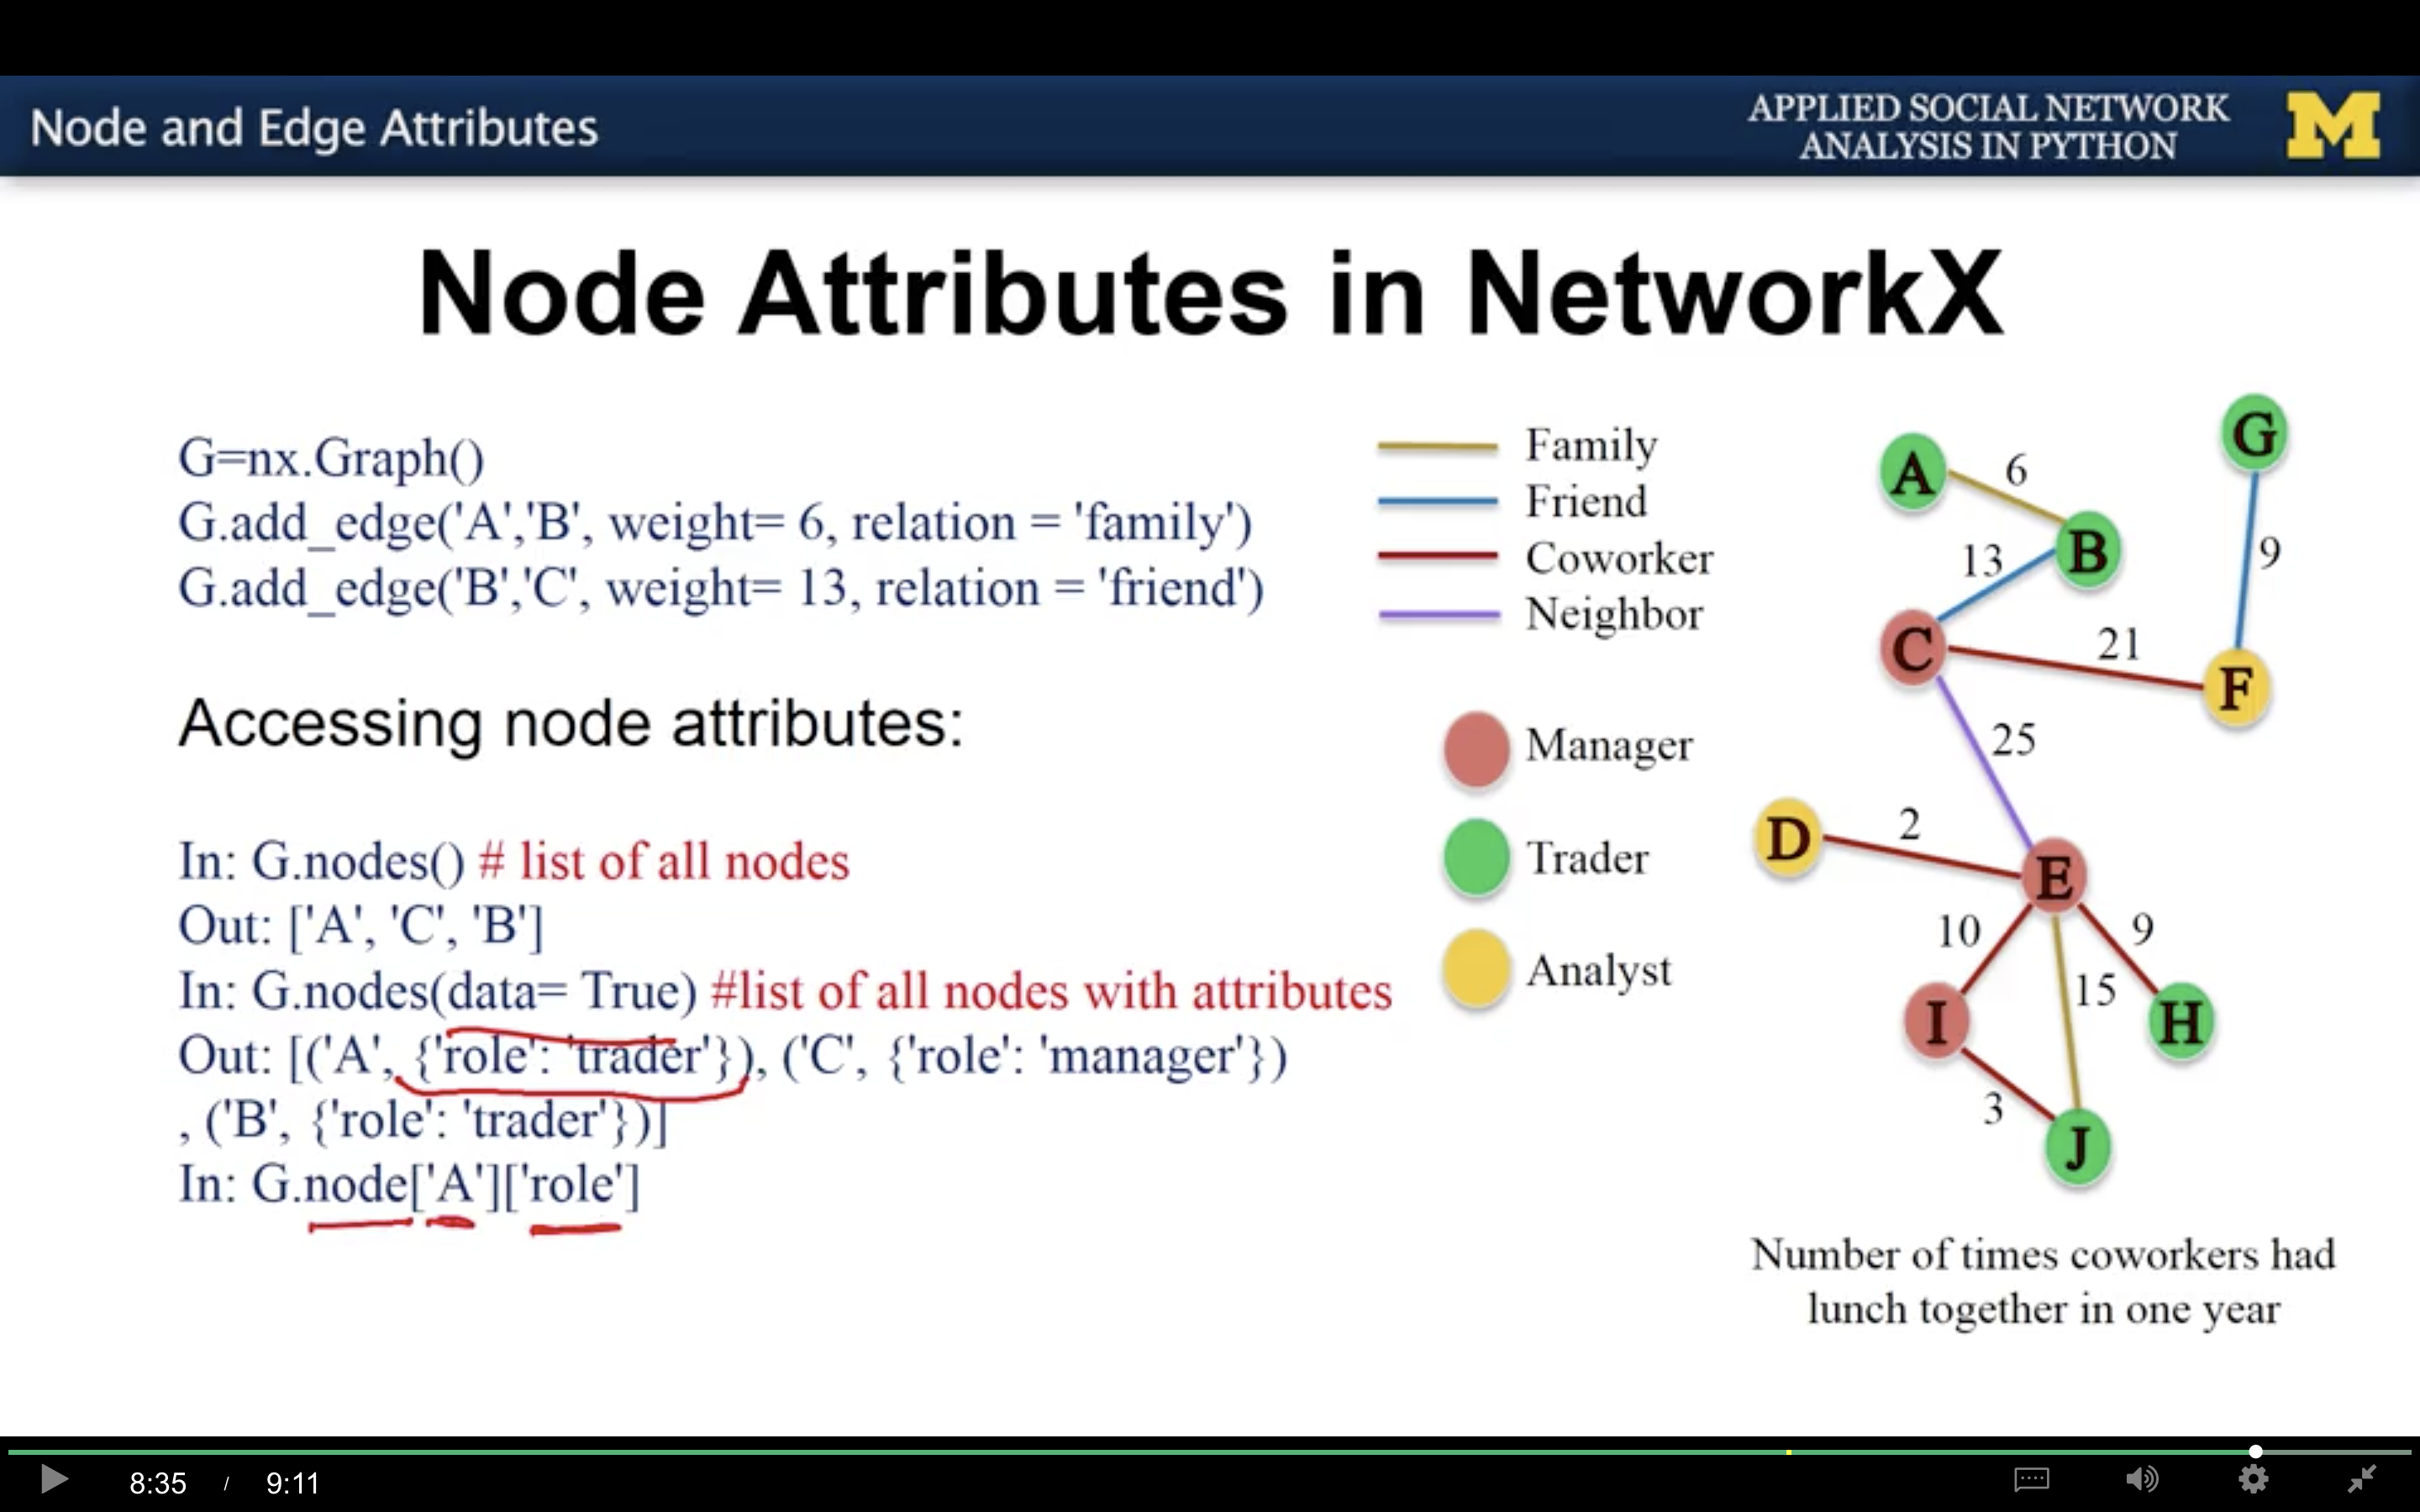 Node and Edge Attributes
APPLIED SOCIAL NETWORK
ANALYSIS IN PYTHON
M
Node Attributes in NetworkX
G=nx.Graph()
G.add_edge('A','B', weight= 6, relation = 'family')
G.add_edge('B','C', weight= 13, relation = 'friend')
Accessing node attributes:
In: G.nodes() # list of all nodes
Out: ['A', 'C', 'B']
In: G.nodes(data= True) #list of all nodes with attributes
Out: [('A', {'role': 'trader'}), ('C', {'role': 'manager'})
, ('B', {'role': 'trader'})]
In: G.node['A']['role']
Family
Friend
Coworker
Neighbor
Manager
Trader
Analyst
G
A
6
B
9
13
C
21
F
25
D
2
E
10
9
15
I
H
3
J
Number of times coworkers had
lunch together in one year
8:35 / 9:11